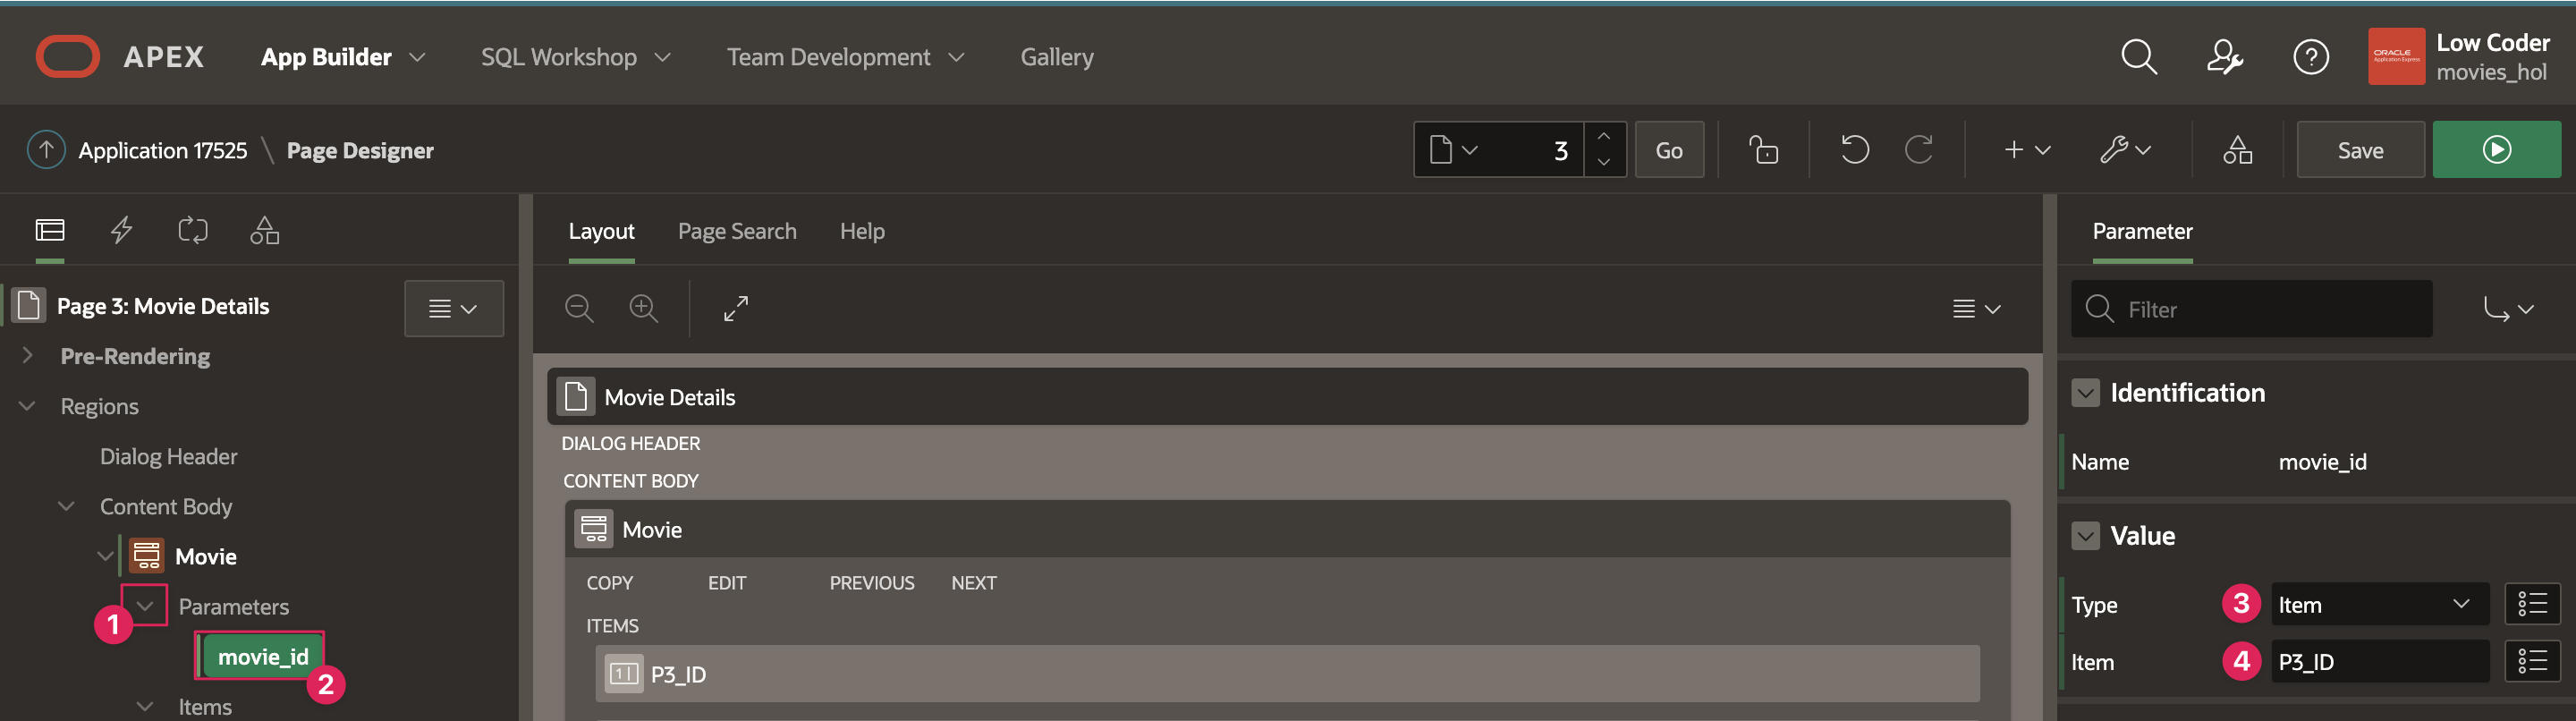 APEX App Builder SQL Workshop Team Development Gallery
ORACLE
Application Express
Low Coder
movies_hol
Application 17525 \ Page Designer
3 Go Save
Layout Page Search Help
Parameter
Page 3: Movie Details
Filter
Pre-Rendering
Regions
Movie Details
Identification
DIALOG HEADER
Dialog Header
Name movie_id
CONTENT BODY
Content Body
Movie
Value
Movie
COPY EDIT PREVIOUS NEXT
1 Parameters
Type 3 Item
ITEMS
movie_id 2
P3_ID
Item 4 P3_ID
Items